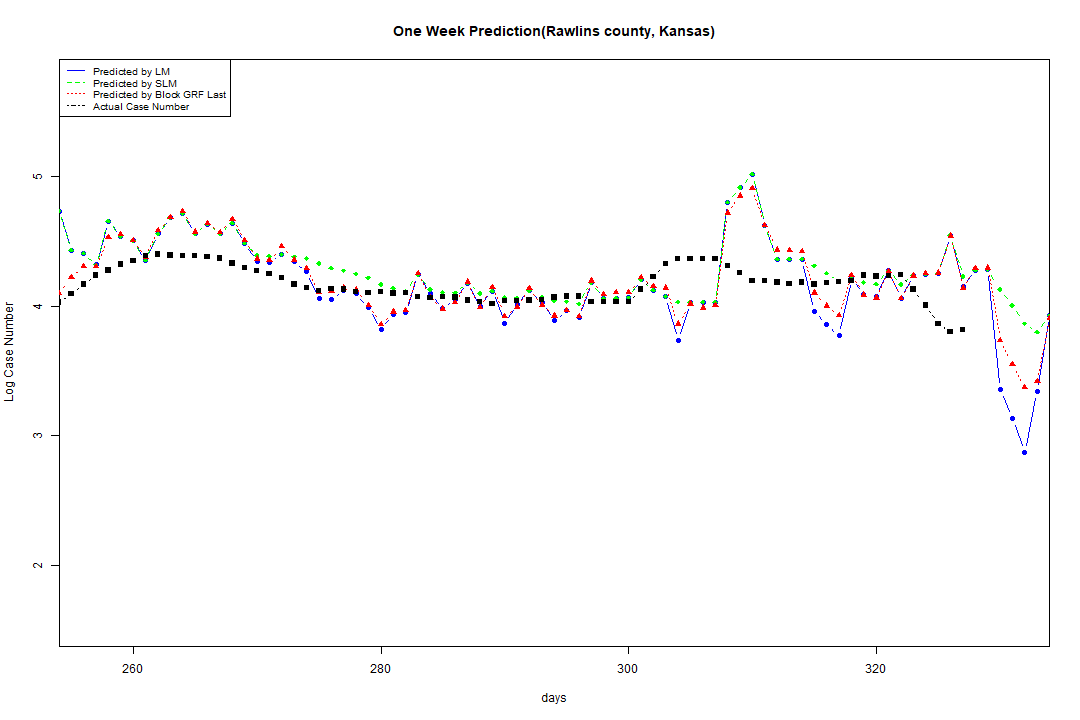 One Week Prediction(Rawlins county, Kansas)
Predicted by LM
Predicted by SLM
Predicted by Block GRF Last
Actual Case Number
5
4
3
2
Log Case Number
260 280 300 320
days